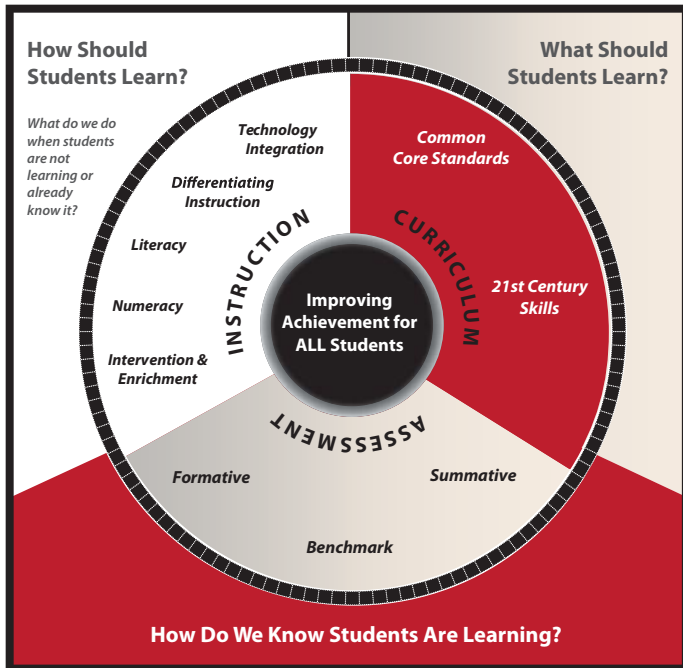 How Should
Students Learn?
What do we do
when students
are not
learning or
already
know it?
What Should
Students Learn?
Technology
Integration
Differentiating
Instruction
Literacy
Numeracy
Intervention &
Enrichment
INSTRUCTION
Common
Core Standards
21st Century
Skills
CURRICULUM
Improving
Achievement for
ALL Students
ASSESSMENT
Formative
Summative
Benchmark
How Do We Know Students Are Learning?